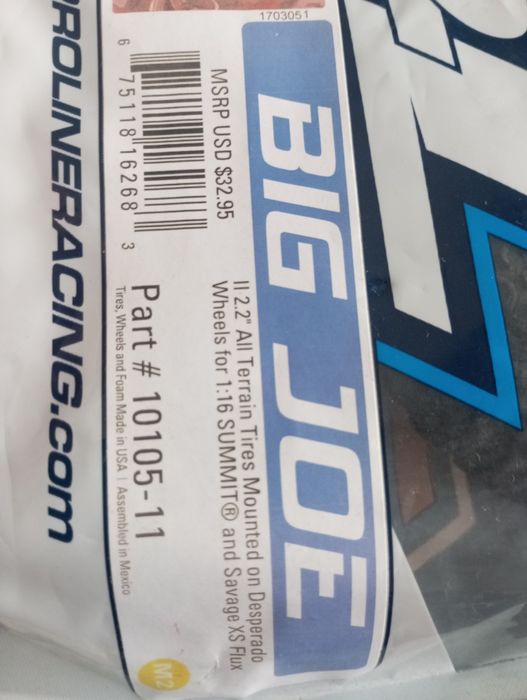 1703051
BIG JOE
II 2.2" All Terrain Tires Mounted on Desperado
Wheels for 1:16 SUMMIT® and Savage XS Flux
MSRP USD $32.95
6 75118 16268 3
Part # 10105-11
Tires, Wheels and Foam Made in USA | Assembled in Mexico
M2
PROLINERACING.com